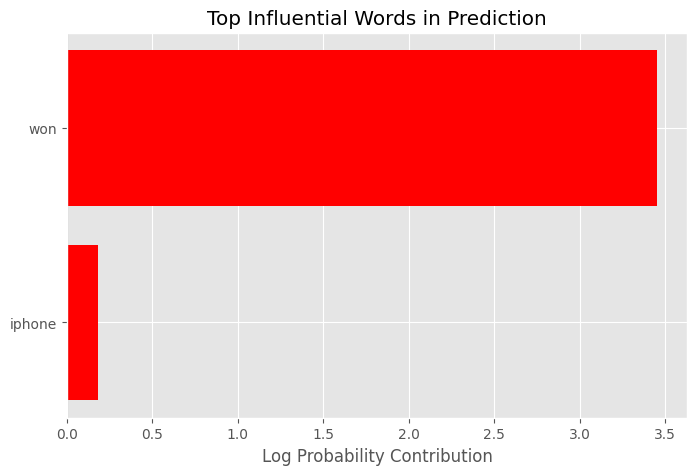 Top Influential Words in Prediction
won
iphone
0.0 0.5 1.0 1.5 2.0 2.5 3.0 3.5
Log Probability Contribution